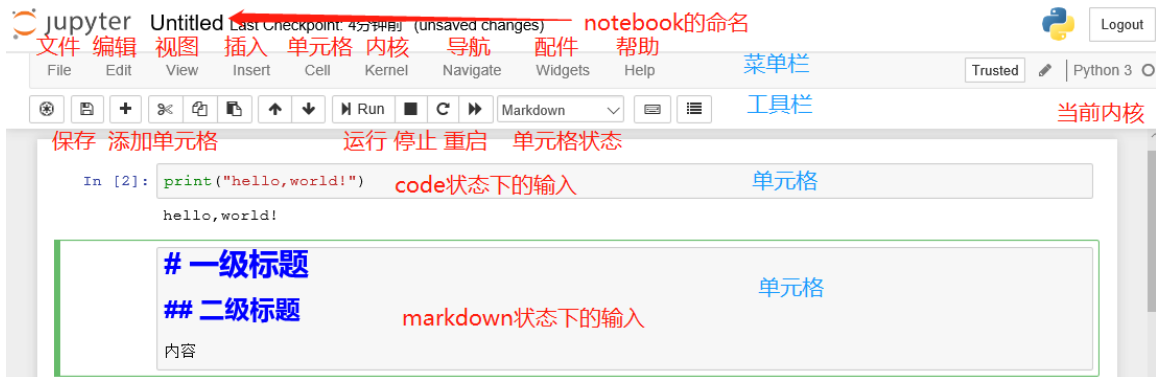 jupyter Untitled Last Checkpoint: 4分钟前 (unsaved changes) notebook的命名 Logout
文件 编辑 视图 插入 单元格 内核 导航 配件 帮助
File Edit View Insert Cell Kernel Navigate Widgets Help 菜单栏 Trusted Python 3
Run Markdown 工具栏 当前内核
保存 添加单元格 运行 停止 重启 单元格状态
In [2]: print("hello,world!") code状态下的输入 单元格
hello,world!
# 一级标题
单元格
## 二级标题
markdown状态下的输入
内容